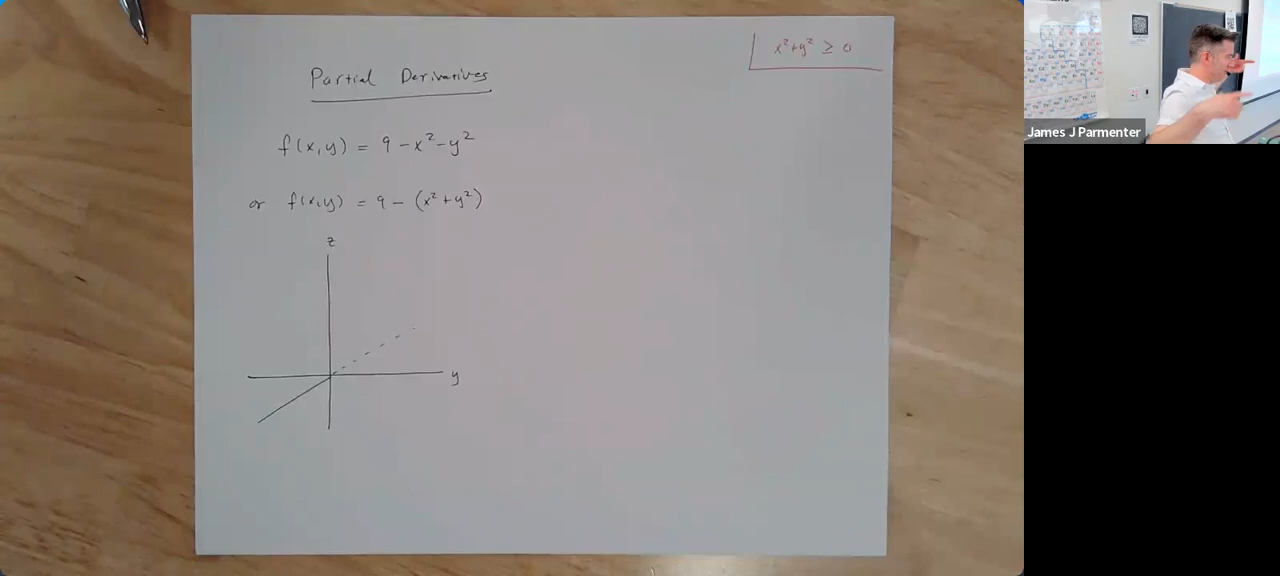 x² + y² ≥ 0
Partial Derivatives
f(x,y) = 9 - x² - y²
or f(x,y) = 9 - (x² + y²)
z
y
James J Parmenter